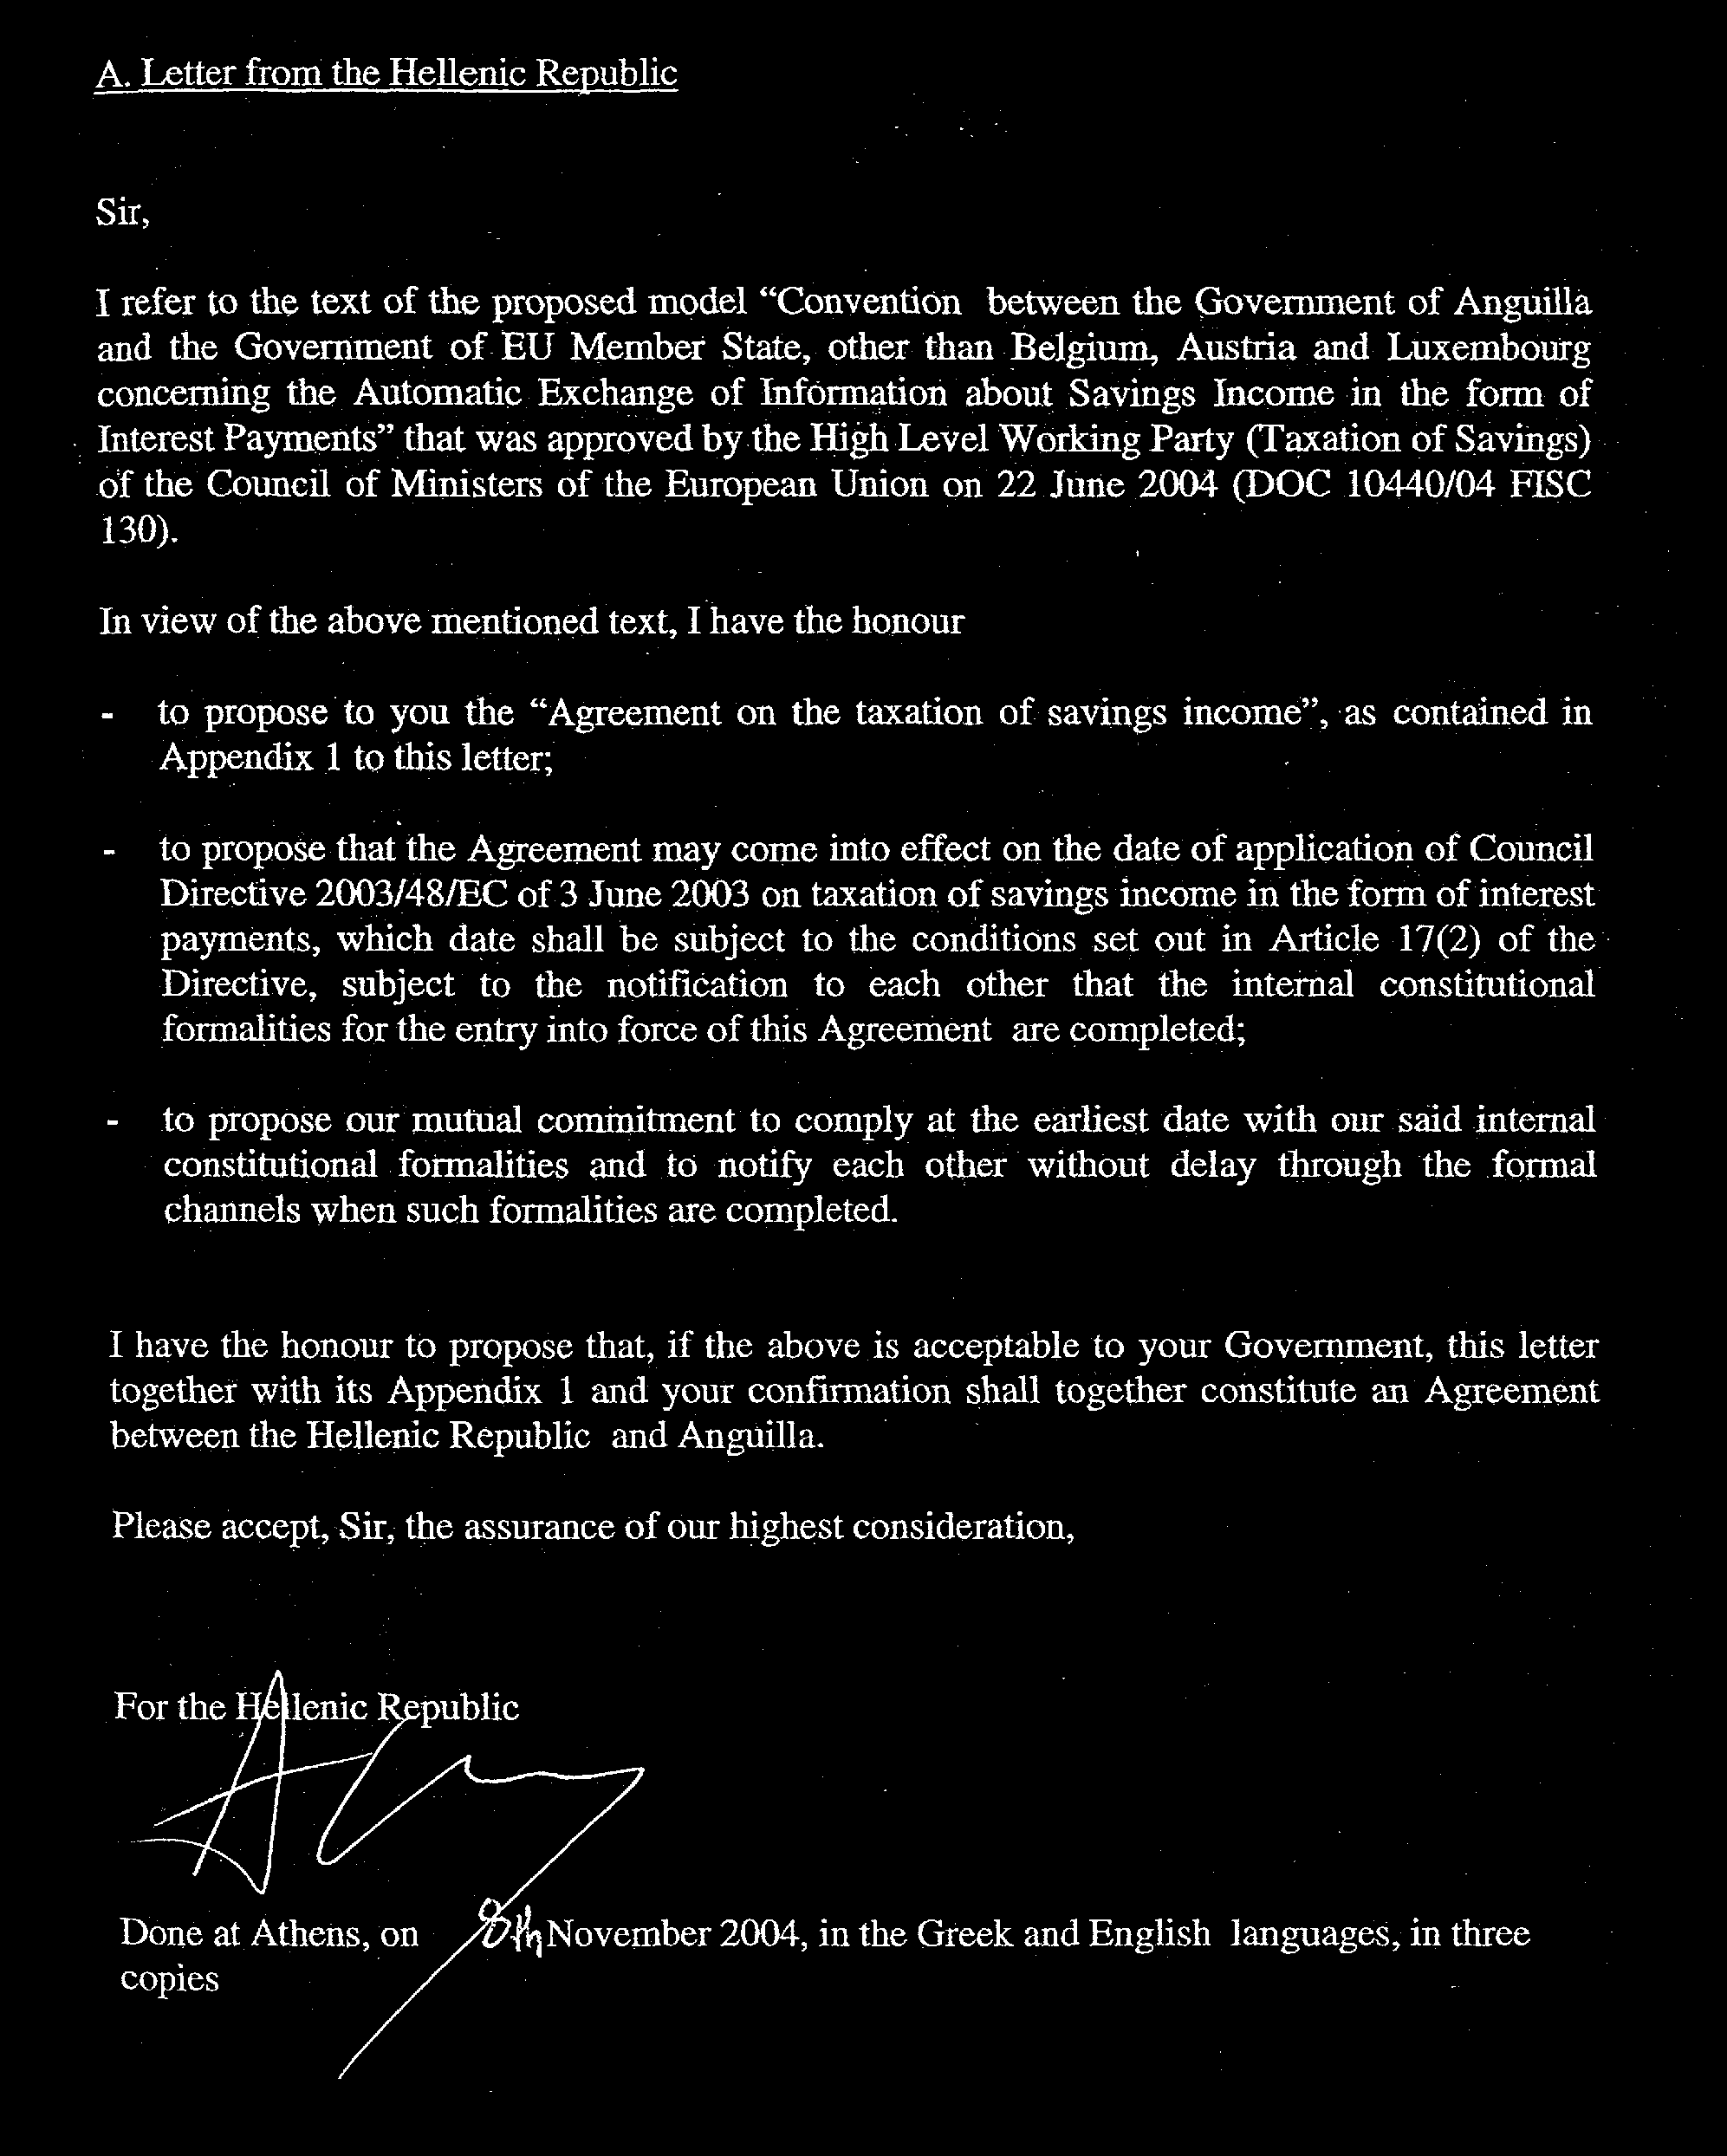 A. Letter from the Hellenic Republic
Sir,
I refer to the text of the proposed model “Convention between the Government of Anguilla
and the Government of EU Member State, other than Belgium, Austria and Luxembourg
concerning the Automatic Exchange of Information about Savings Income in the form of
Interest Payments” that was approved by the High Level Working Party (Taxation of Savings)
of the Council of Ministers of the European Union on 22 June 2004 (DOC 10440/04 FISC
130).
In view of the above mentioned text, I have the honour
- to propose to you the “Agreement on the taxation of savings income”, as contained in
Appendix 1 to this letter;
- to propose that the Agreement may come into effect on the date of application of Council
Directive 2003/48/EC of 3 June 2003 on taxation of savings income in the form of interest
payments, which date shall be subject to the conditions set out in Article 17(2) of the
Directive, subject to the notification to each other that the internal constitutional
formalities for the entry into force of this Agreement are completed;
- to propose our mutual commitment to comply at the earliest date with our said internal
constitutional formalities and to notify each other without delay through the formal
channels when such formalities are completed.
I have the honour to propose that, if the above is acceptable to your Government, this letter
together with its Appendix 1 and your confirmation shall together constitute an Agreement
between the Hellenic Republic and Anguilla.
Please accept, Sir, the assurance of our highest consideration,
For the Hellenic Republic
Done at Athens, on 8th November 2004, in the Greek and English languages, in three
copies